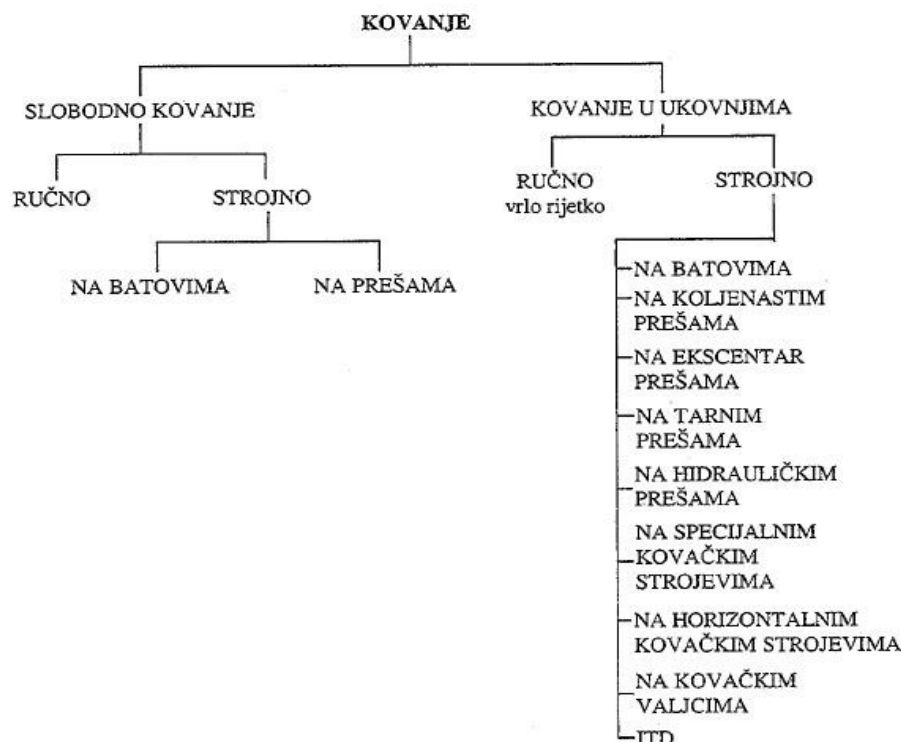 KOVANJE
SLOBODNO KOVANJE
KOVANJE U UKOVNJIMA
RUČNO
STROJNO
RUČNO
vrlo rijetko
STROJNO
NA BATOVIMA
NA PREŠAMA
NA BATOVIMA
NA KOLJENASTIM
PREŠAMA
NA EKSCENTAR
PREŠAMA
NA TARNIM
PREŠAMA
NA HIDRAULIČKIM
PREŠAMA
NA SPECIJALNIM
KOVAČKIM
STROJEVIMA
NA HORIZONTALNIM
KOVAČKIM STROJEVIMA
NA KOVAČKIM
VALJCIMA
ITD